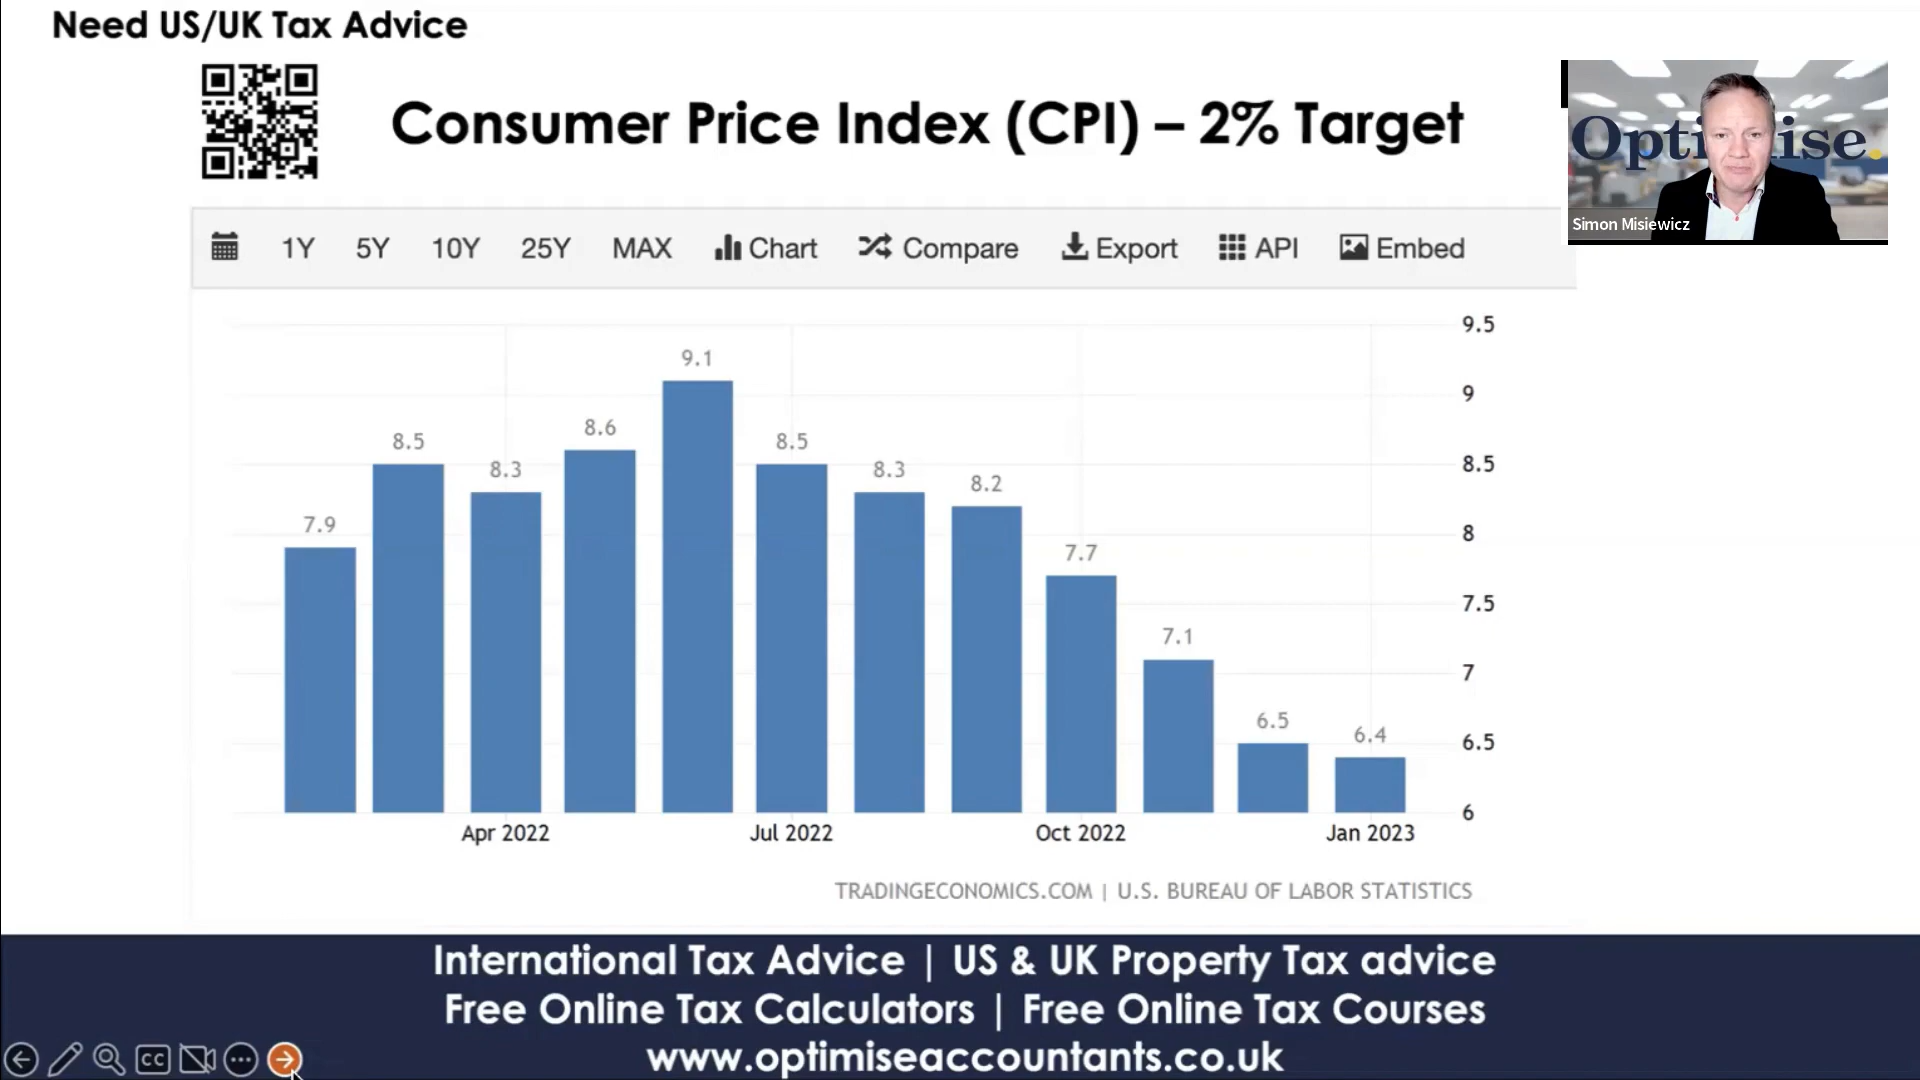 Need US/UK Tax Advice
Consumer Price Index (CPI) – 2% Target
Optimise.
Simon Misiewicz
1Y 5Y 10Y 25Y MAX Chart Compare Export API Embed
9.5
9
8.5
8
7.5
7
6.5
6
7.9
8.5
8.3
8.6
9.1
8.5
8.3
8.2
7.7
7.1
6.5
6.4
Apr 2022 Jul 2022 Oct 2022 Jan 2023
TRADINGECONOMICS.COM | U.S. BUREAU OF LABOR STATISTICS
International Tax Advice | US & UK Property Tax advice
Free Online Tax Calculators | Free Online Tax Courses
www.optimiseaccountants.co.uk
CC